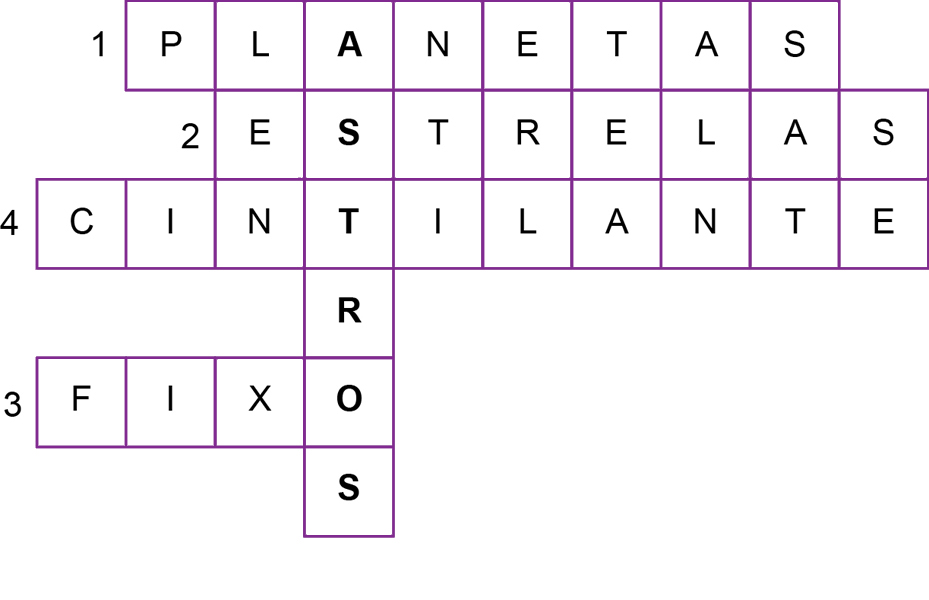 1 P L A N E T A S
2 E S T R E L A S
4 C I N T I L A N T E
R
3 F I X O
S